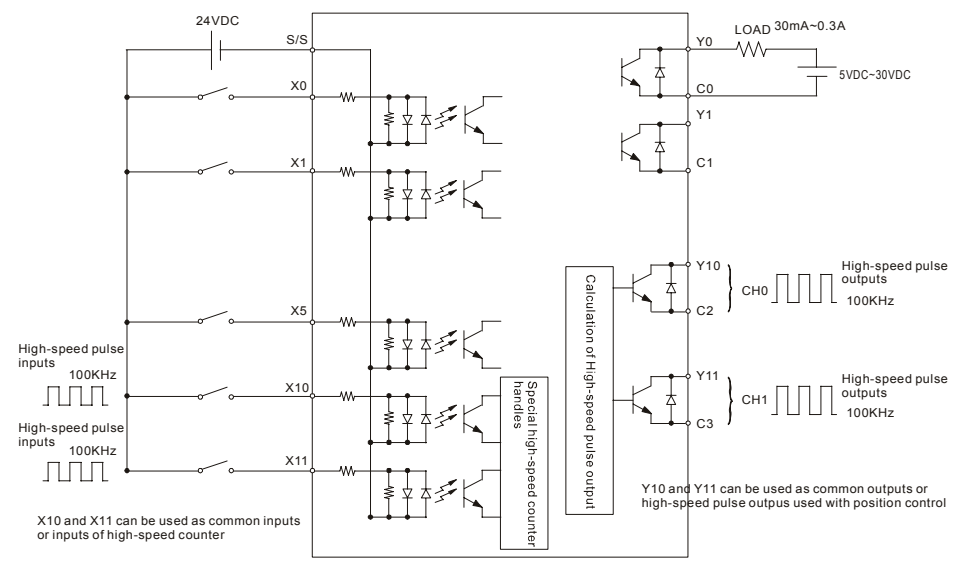 24VDC
S/S
X0
X1
X5
High-speed pulse
inputs
100KHz
X10
High-speed pulse
inputs
100KHz
X11
X10 and X11 can be used as common inputs
or inputs of high-speed counter
Special high-speed counter
handles
Calculation of High-speed pulse output
Y0
LOAD 30mA~0.3A
5VDC~30VDC
C0
Y1
C1
Y10
C2
CH0
High-speed pulse
outputs
100KHz
Y11
C3
CH1
High-speed pulse
outputs
100KHz
Y10 and Y11 can be used as common outputs or
high-speed pulse outpus used with position control